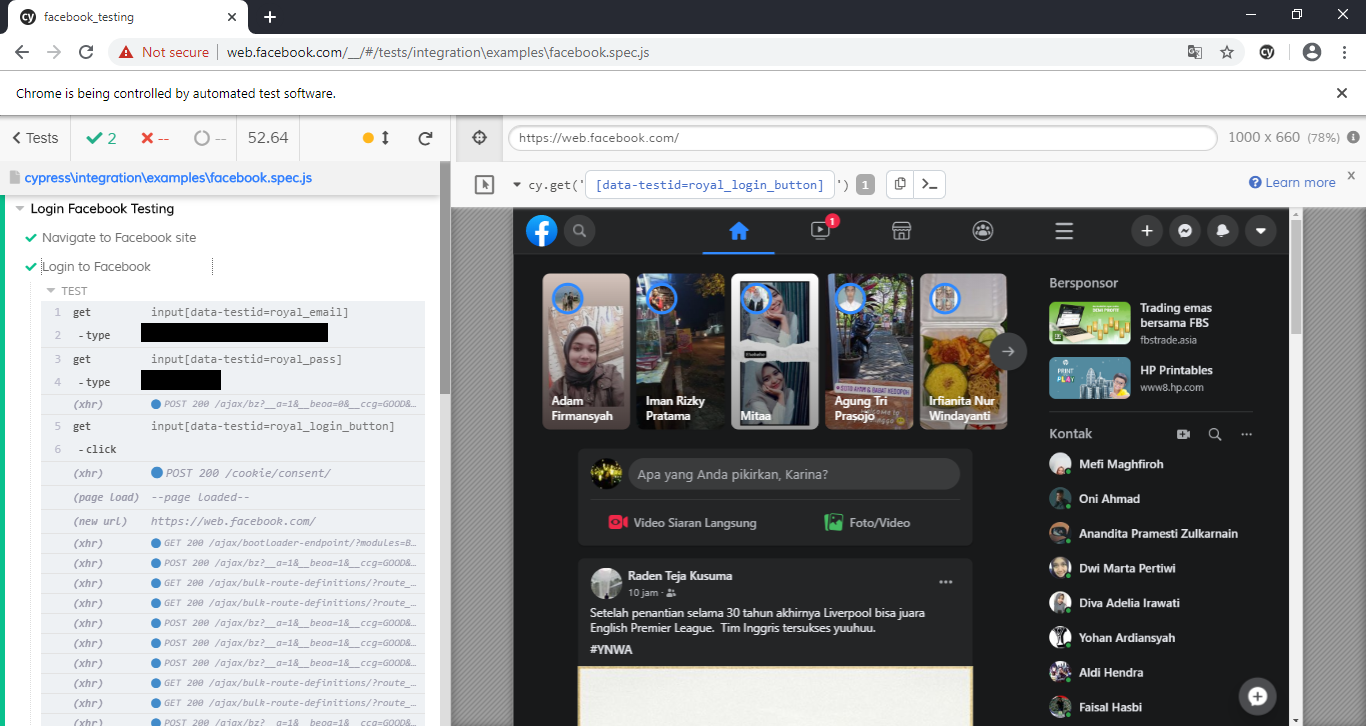 facebook_testing
Not secure
web.facebook.com/__/#/tests/integration\examples\facebook.spec.js
Chrome is being controlled by automated test software.
Tests
2
--
--
52.64
https://web.facebook.com/
1000 x 660 (78%)
cypress\integration\examples\facebook.spec.js
cy.get('[data-testid=royal_login_button]') 1
Learn more
x
Login Facebook Testing
Navigate to Facebook site
Login to Facebook
TEST
1 get input[data-testid=royal_email]
2 -type
3 get input[data-testid=royal_pass]
4 -type
(xhr) POST 200 /ajax/bz?__a=1&__beoa=0&__ccg=GOOD&…
5 get input[data-testid=royal_login_button]
6 -click
(xhr) POST 200 /cookie/consent/
(page load) --page loaded--
(new url) https://web.facebook.com/
(xhr) GET 200 /ajax/bootloader-endpoint/?modules=B…
(xhr) POST 200 /ajax/bz?__a=1&__beoa=1&__ccg=GOOD&…
(xhr) GET 200 /ajax/bulk-route-definitions/?route_…
(xhr) GET 200 /ajax/bulk-route-definitions/?route_…
(xhr) POST 200 /ajax/bz?__a=1&__beoa=1&__ccg=GOOD&…
(xhr) POST 200 /ajax/bz?__a=1&__beoa=1&__ccg=GOOD&…
(xhr) POST 200 /ajax/bz?__a=1&__beoa=1&__ccg=GOOD&…
(xhr) GET 200 /ajax/bulk-route-definitions/?route_…
(xhr) GET 200 /ajax/bulk-route-definitions/?route_…
(xhr) POST 200 /ajax/bz?__a=1&__beoa=1&__ccg=GOOD&…
1
Adam
Firmansyah
Iman Rizky
Pratama
Mitaa
Agung Tri
Prasojo
Irfianita Nur
Windayanti
Apa yang Anda pikirkan, Karina?
Video Siaran Langsung
Foto/Video
Raden Teja Kusuma
10 jam ·
Setelah penantian selama 30 tahun akhirnya Liverpool bisa juara
English Premier League. Tim Inggris tersukses yuuhuu.
#YNWA
Bersponsor
Trading emas
bersama FBS
fbstrade.asia
HP Printables
www8.hp.com
Kontak
Mefi Maghfiroh
Oni Ahmad
Anandita Pramesti Zulkarnain
Dwi Marta Pertiwi
Diva Adelia Irawati
Yohan Ardiansyah
Aldi Hendra
Faisal Hasbi